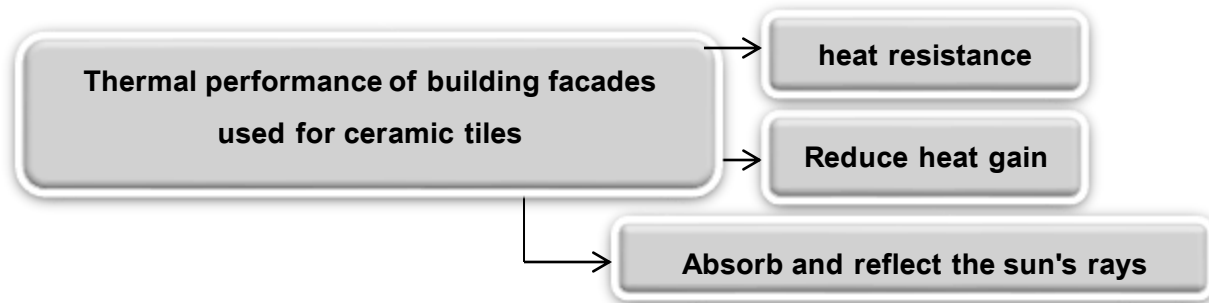 Thermal performance of building facades
used for ceramic tiles
heat resistance
Reduce heat gain
Absorb and reflect the sun's rays